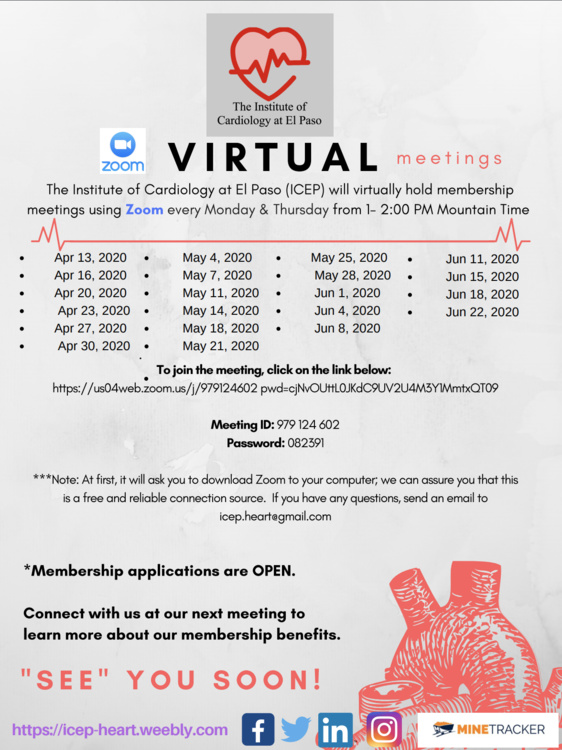 The Institute of
Cardiology at El Paso
zoom
VIRTUAL meetings
The Institute of Cardiology at El Paso (ICEP) will virtually hold membership
meetings using Zoom every Monday & Thursday from 1- 2:00 PM Mountain Time
• Apr 13, 2020
• Apr 16, 2020
• Apr 20, 2020
• Apr 23, 2020
• Apr 27, 2020
• Apr 30, 2020
• May 4, 2020
• May 7, 2020
• May 11, 2020
• May 14, 2020
• May 18, 2020
May 21, 2020
• May 25, 2020
• May 28, 2020
• Jun 1, 2020
• Jun 4, 2020
• Jun 8, 2020
• Jun 11, 2020
• Jun 15, 2020
• Jun 18, 2020
• Jun 22, 2020
To join the meeting, click on the link below:
https://us04web.zoom.us/j/979124602 pwd=cjNvOUttL0JKdC9UV2U4M3Y1MmtxQT09
Meeting ID: 979 124 602
Password: 082391
***Note: At first, it will ask you to download Zoom to your computer; we can assure you that this
is a free and reliable connection source. If you have any questions, send an email to
icep.heart@gmail.com
*Membership applications are OPEN.
Connect with us at our next meeting to
learn more about our membership benefits.
"SEE" YOU SOON!
https://icep-heart.weebly.com
MINETRACKER